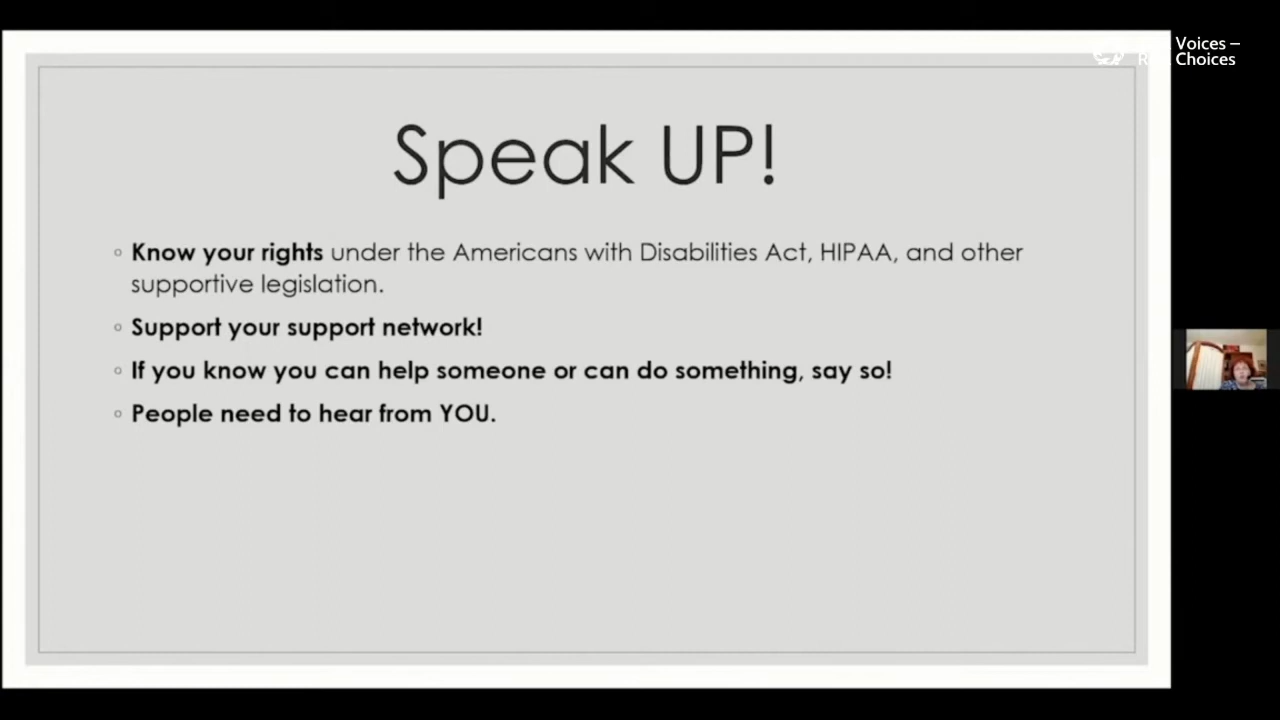 Voices –
Choices
Speak UP!
◦ Know your rights under the Americans with Disabilities Act, HIPAA, and other
supportive legislation.
◦ Support your support network!
◦ If you know you can help someone or can do something, say so!
◦ People need to hear from YOU.